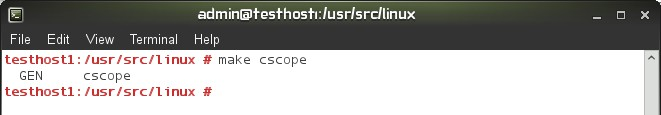 admin@testhost1:/usr/src/linux
File Edit View Terminal Help
testhost1:/usr/src/linux # make cscope
GEN cscope
testhost1:/usr/src/linux #